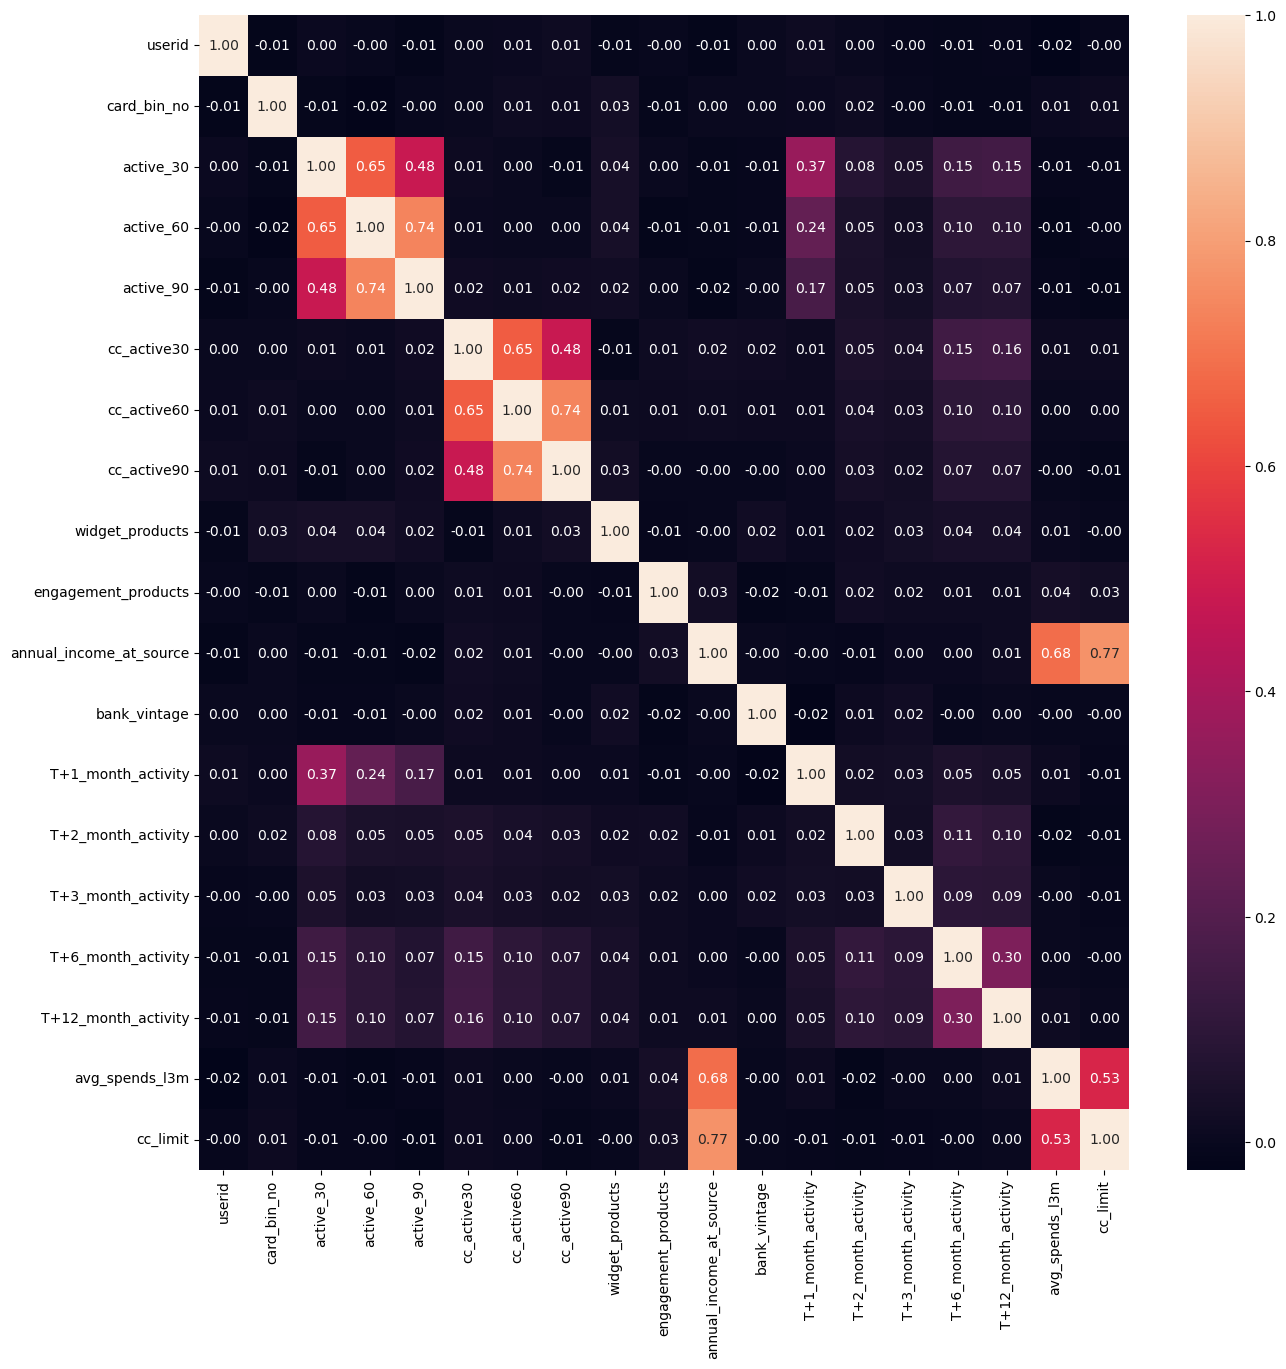 userid 1.00 -0.01 0.00 -0.00 -0.01 0.00 0.01 0.01 -0.01 -0.00 -0.01 0.00 0.01 0.00 -0.00 -0.01 -0.01 -0.02 -0.00
card_bin_no -0.01 1.00 -0.01 -0.02 -0.00 0.00 0.01 0.01 0.03 -0.01 0.00 0.00 0.00 0.02 -0.00 -0.01 -0.01 0.01 0.01
active_30 0.00 -0.01 1.00 0.65 0.48 0.01 0.00 -0.01 0.04 0.00 -0.01 -0.01 0.37 0.08 0.05 0.15 0.15 -0.01 -0.01
active_60 -0.00 -0.02 0.65 1.00 0.74 0.01 0.00 0.00 0.04 -0.01 -0.01 -0.01 0.24 0.05 0.03 0.10 0.10 -0.01 -0.00
active_90 -0.01 -0.00 0.48 0.74 1.00 0.02 0.01 0.02 0.02 0.00 -0.02 -0.00 0.17 0.05 0.03 0.07 0.07 -0.01 -0.01
cc_active30 0.00 0.00 0.01 0.01 0.02 1.00 0.65 0.48 -0.01 0.01 0.02 0.02 0.01 0.05 0.04 0.15 0.16 0.01 0.01
cc_active60 0.01 0.01 0.00 0.00 0.01 0.65 1.00 0.74 0.01 0.01 0.01 0.01 0.01 0.04 0.03 0.10 0.10 0.00 0.00
cc_active90 0.01 0.01 -0.01 0.00 0.02 0.48 0.74 1.00 0.03 -0.00 -0.00 -0.00 0.00 0.03 0.02 0.07 0.07 -0.00 -0.01
widget_products -0.01 0.03 0.04 0.04 0.02 -0.01 0.01 0.03 1.00 -0.01 -0.00 0.02 0.01 0.02 0.03 0.04 0.04 0.01 -0.00
engagement_products -0.00 -0.01 0.00 -0.01 0.00 0.01 0.01 -0.00 -0.01 1.00 0.03 -0.02 -0.01 0.02 0.02 0.01 0.01 0.04 0.03
annual_income_at_source -0.01 0.00 -0.01 -0.01 -0.02 0.02 0.01 -0.00 -0.00 0.03 1.00 -0.00 -0.00 -0.01 0.00 0.00 0.01 0.68 0.77
bank_vintage 0.00 0.00 -0.01 -0.01 -0.00 0.02 0.01 -0.00 0.02 -0.02 -0.00 1.00 -0.02 0.01 0.02 -0.00 0.00 -0.00 -0.00
T+1_month_activity 0.01 0.00 0.37 0.24 0.17 0.01 0.01 0.00 0.01 -0.01 -0.00 -0.02 1.00 0.02 0.03 0.05 0.05 0.01 -0.01
T+2_month_activity 0.00 0.02 0.08 0.05 0.05 0.05 0.04 0.03 0.02 0.02 -0.01 0.01 0.02 1.00 0.03 0.11 0.10 -0.02 -0.01
T+3_month_activity -0.00 -0.00 0.05 0.03 0.03 0.04 0.03 0.02 0.03 0.02 0.00 0.02 0.03 0.03 1.00 0.09 0.09 -0.00 -0.01
T+6_month_activity -0.01 -0.01 0.15 0.10 0.07 0.15 0.10 0.07 0.04 0.01 0.00 -0.00 0.05 0.11 0.09 1.00 0.30 0.00 -0.00
T+12_month_activity -0.01 -0.01 0.15 0.10 0.07 0.16 0.10 0.07 0.04 0.01 0.01 0.00 0.05 0.10 0.09 0.30 1.00 0.01 0.00
avg_spends_l3m -0.02 0.01 -0.01 -0.01 -0.01 0.01 0.00 -0.00 0.01 0.04 0.68 -0.00 0.01 -0.02 -0.00 0.00 0.01 1.00 0.53
cc_limit -0.00 0.01 -0.01 -0.00 -0.01 0.01 0.00 -0.01 -0.00 0.03 0.77 -0.00 -0.01 -0.01 -0.01 -0.00 0.00 0.53 1.00
userid
card_bin_no
active_30
active_60
active_90
cc_active30
cc_active60
cc_active90
widget_products
engagement_products
annual_income_at_source
bank_vintage
T+1_month_activity
T+2_month_activity
T+3_month_activity
T+6_month_activity
T+12_month_activity
avg_spends_l3m
cc_limit
1.0
0.8
0.6
0.4
0.2
0.0